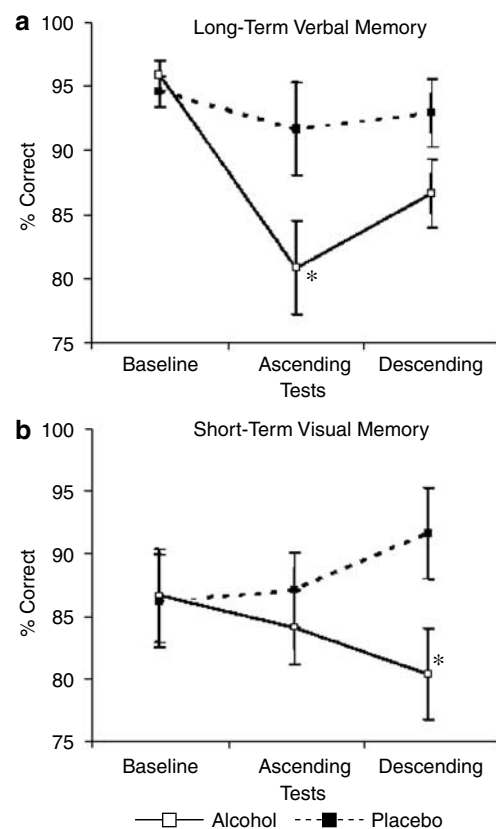 a
Long-Term Verbal Memory
100
95
90
85
80
75
% Correct
*
Baseline
Ascending
Descending
Tests
b
Short-Term Visual Memory
100
95
90
85
80
75
% Correct
*
Baseline
Ascending
Descending
Tests
Alcohol
Placebo